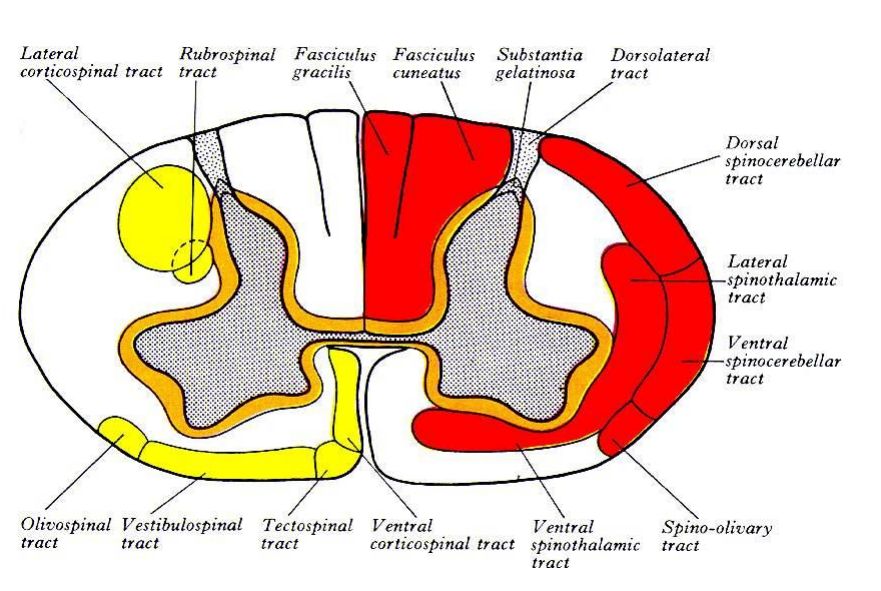 Lateral
corticospinal tract
Rubrospinal
tract
Fasciculus
gracilis
Fasciculus
cuneatus
Substantia
gelatinosa
Dorsolateral
tract
Dorsal
spinocerebellar
tract
Lateral
spinothalamic
tract
Ventral
spinocerebellar
tract
Olivospinal
tract
Vestibulospinal
tract
Tectospinal
tract
Ventral
corticospinal tract
Ventral
spinothalamic
tract
Spino-olivary
tract